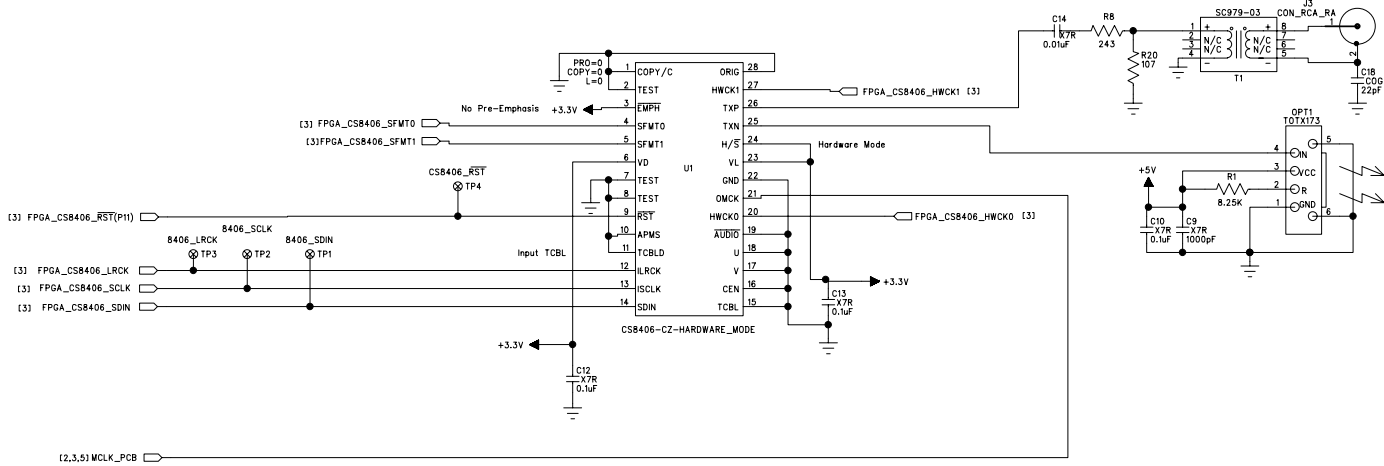 SC979-03
J3
CON_RCA_RA
C14
X7R
0.01uF
R8
243
R20
107
1 + + 8
2 N/C N/C 7
3 N/C N/C 6
4 - - 5
T1
1
2
C18
COG
22pF
PRO=0
COPY=0
L=0
1 COPY/C ORIG 28
2 TEST HWCK1 27
FPGA_CS8406_HWCK1 [3]
No Pre-Emphasis +3.3V
3 EMPH TXP 26
[3] FPGA_CS8406_SFMT0
4 SFMT0 TXN 25
[3]FPGA_CS8406_SFMT1
5 SFMT1 H/S 24
Hardware Mode
6 VD VL 23
U1
7 TEST GND 22
8 TEST OMCK 21
9 RST HWCK0 20
FPGA_CS8406_HWCK0 [3]
10 APMS AUDIO 19
11 TCBLD U 18
12 ILRCK V 17
13 ISCLK CEN 16
14 SDIN TCBL 15
CS8406-CZ-HARDWARE_MODE
OPT1
TOTX173
4 IN 5
3 VCC
2 R
1 GND 6
+5V
R1
8.25K
C10
X7R
0.1uF
C9
X7R
1000pF
CS8406_RST
TP4
[3] FPGA_CS8406_RST(P11)
8406_LRCK
TP3
8406_SCLK
TP2
8406_SDIN
TP1
Input TCBL
[3] FPGA_CS8406_LRCK
[3] FPGA_CS8406_SCLK
[3] FPGA_CS8406_SDIN
C13
X7R
0.1uF
+3.3V
+3.3V
C12
X7R
0.1uF
[2,3,5] MCLK_PCB